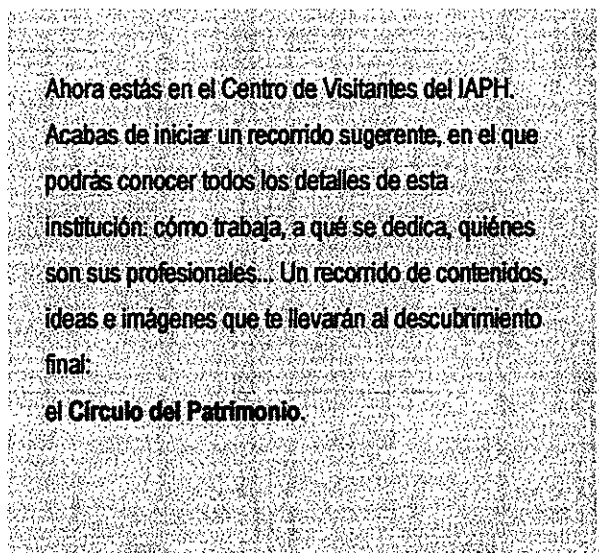 Ahora estás en el Centro de Visitantes del IAPH.
Acabas de iniciar un recorrido sugerente, en el que
podrás conocer todos los detalles de esta
institución: cómo trabaja, a qué se dedica, quiénes
son sus profesionales... Un recorrido de contenidos,
ideas e imágenes que te llevarán al descubrimiento
final:
el Círculo del Patrimonio.